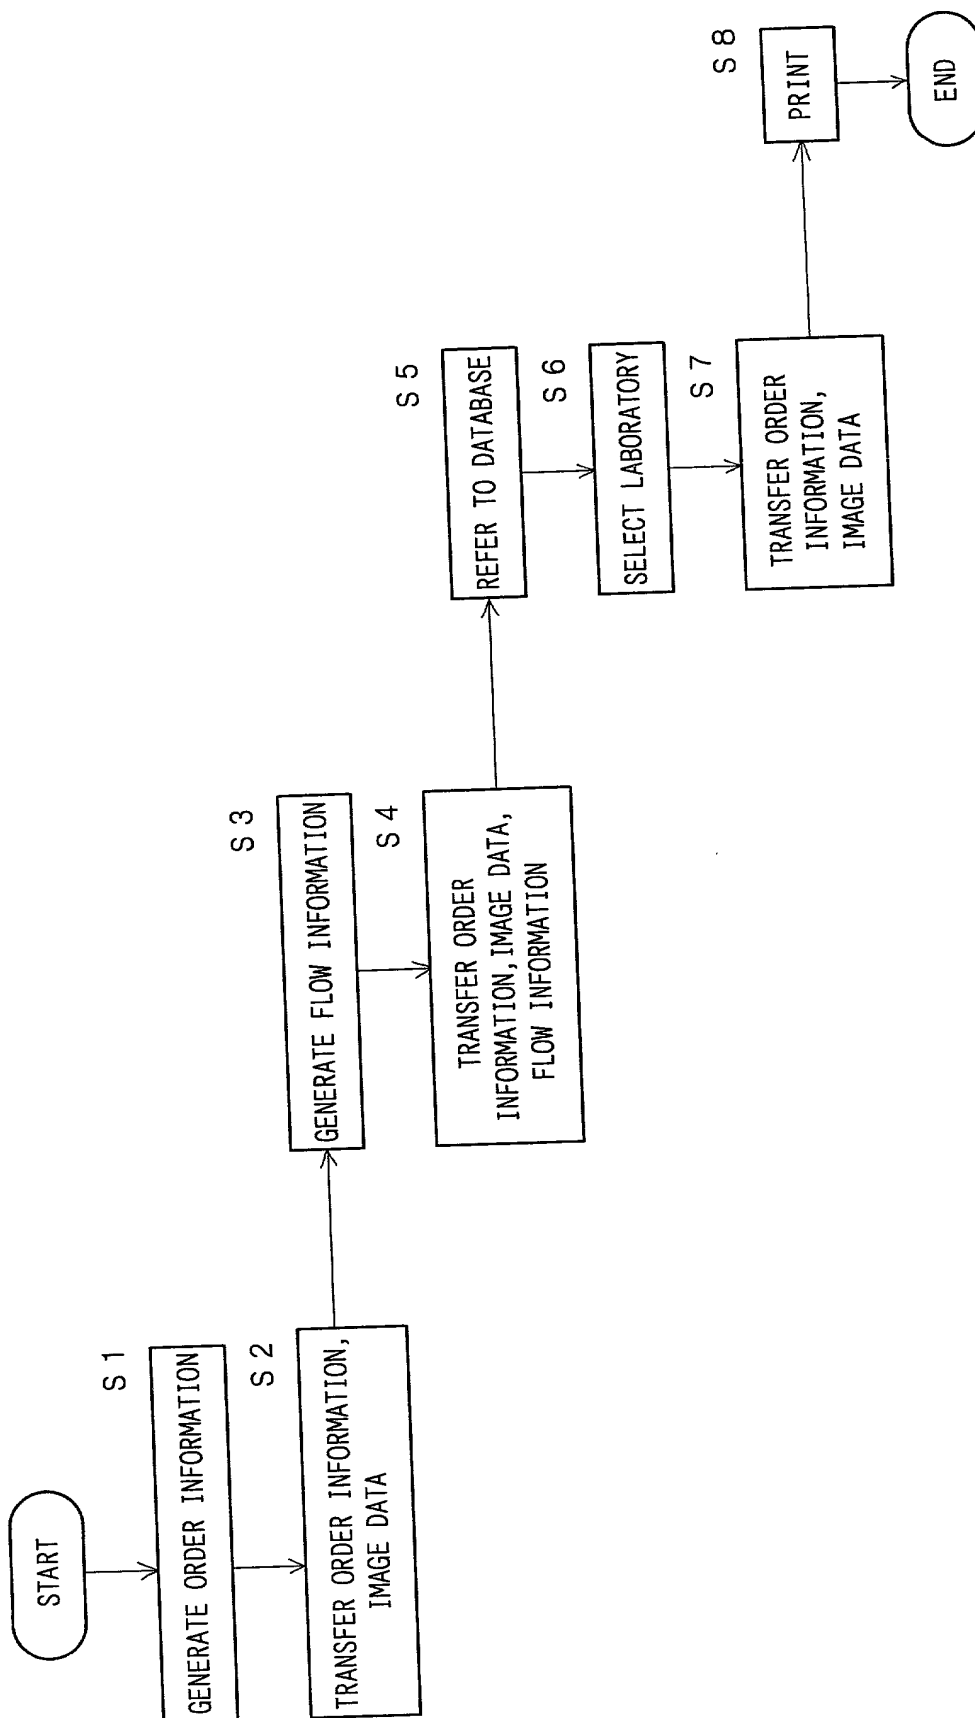 START
S 1
GENERATE ORDER INFORMATION
S 2
TRANSFER ORDER INFORMATION,
IMAGE DATA
S 3
GENERATE FLOW INFORMATION
S 4
TRANSFER ORDER
INFORMATION,IMAGE DATA,
FLOW INFORMATION
S 5
REFER TO DATABASE
S 6
SELECT LABORATORY
S 7
TRANSFER ORDER
INFORMATION,
IMAGE DATA
S 8
PRINT
END